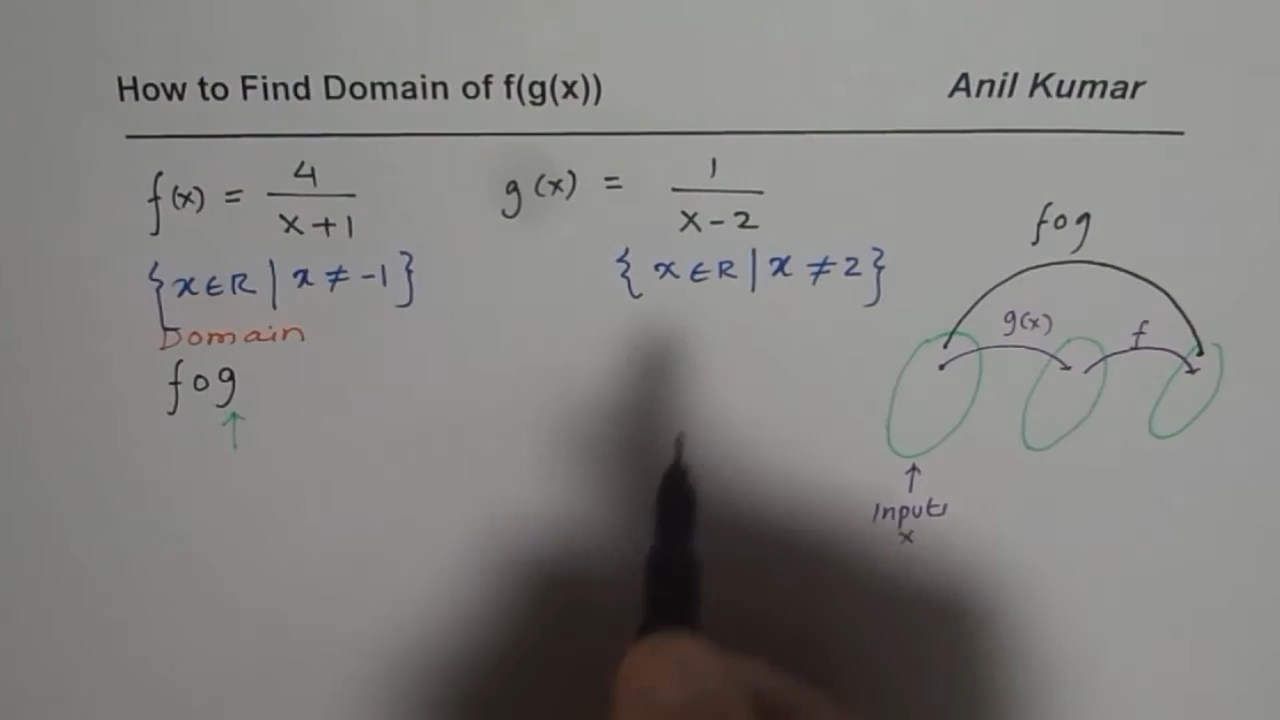 How to Find Domain of f(g(x))
Anil Kumar
f(x) = 4/(x+1)
g(x) = 1/(x-2)
{x∈R | x ≠ -1}
{x∈R | x ≠ 2}
Domain
fog
↑
fog
g(x)
f
↑
Inputs
x